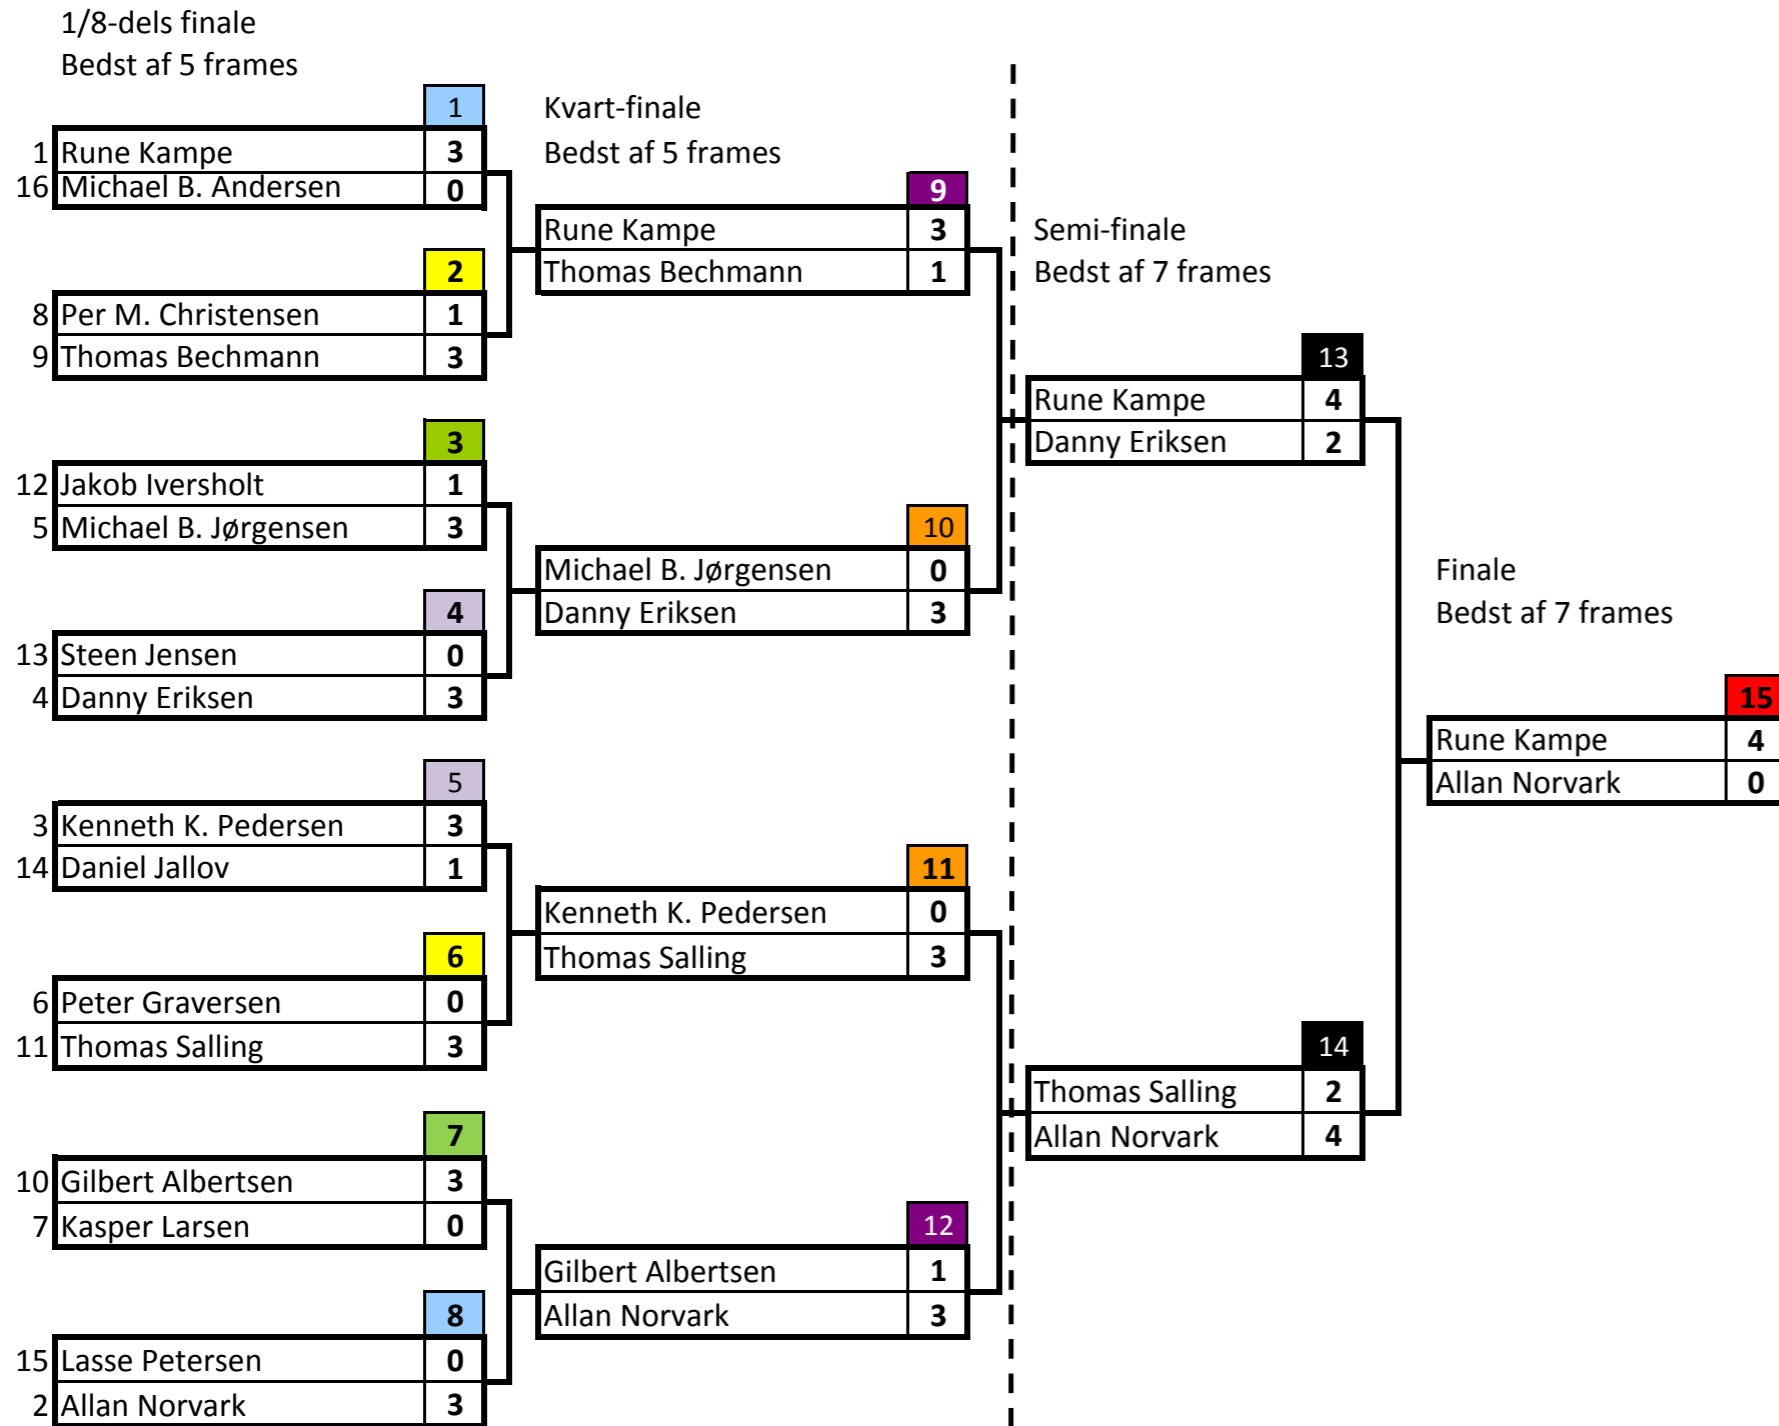 1/8-dels finale
Bedst af 5 frames
1
1 Rune Kampe 3
16 Michael B. Andersen 0
2
8 Per M. Christensen 1
9 Thomas Bechmann 3
3
12 Jakob Iversholt 1
5 Michael B. Jørgensen 3
4
13 Steen Jensen 0
4 Danny Eriksen 3
5
3 Kenneth K. Pedersen 3
14 Daniel Jallov 1
6
6 Peter Graversen 0
11 Thomas Salling 3
7
10 Gilbert Albertsen 3
7 Kasper Larsen 0
8
15 Lasse Petersen 0
2 Allan Norvark 3
Kvart-finale
Bedst af 5 frames
9
Rune Kampe 3
Thomas Bechmann 1
10
Michael B. Jørgensen 0
Danny Eriksen 3
11
Kenneth K. Pedersen 0
Thomas Salling 3
12
Gilbert Albertsen 1
Allan Norvark 3
Semi-finale
Bedst af 7 frames
13
Rune Kampe 4
Danny Eriksen 2
14
Thomas Salling 2
Allan Norvark 4
Finale
Bedst af 7 frames
15
Rune Kampe 4
Allan Norvark 0